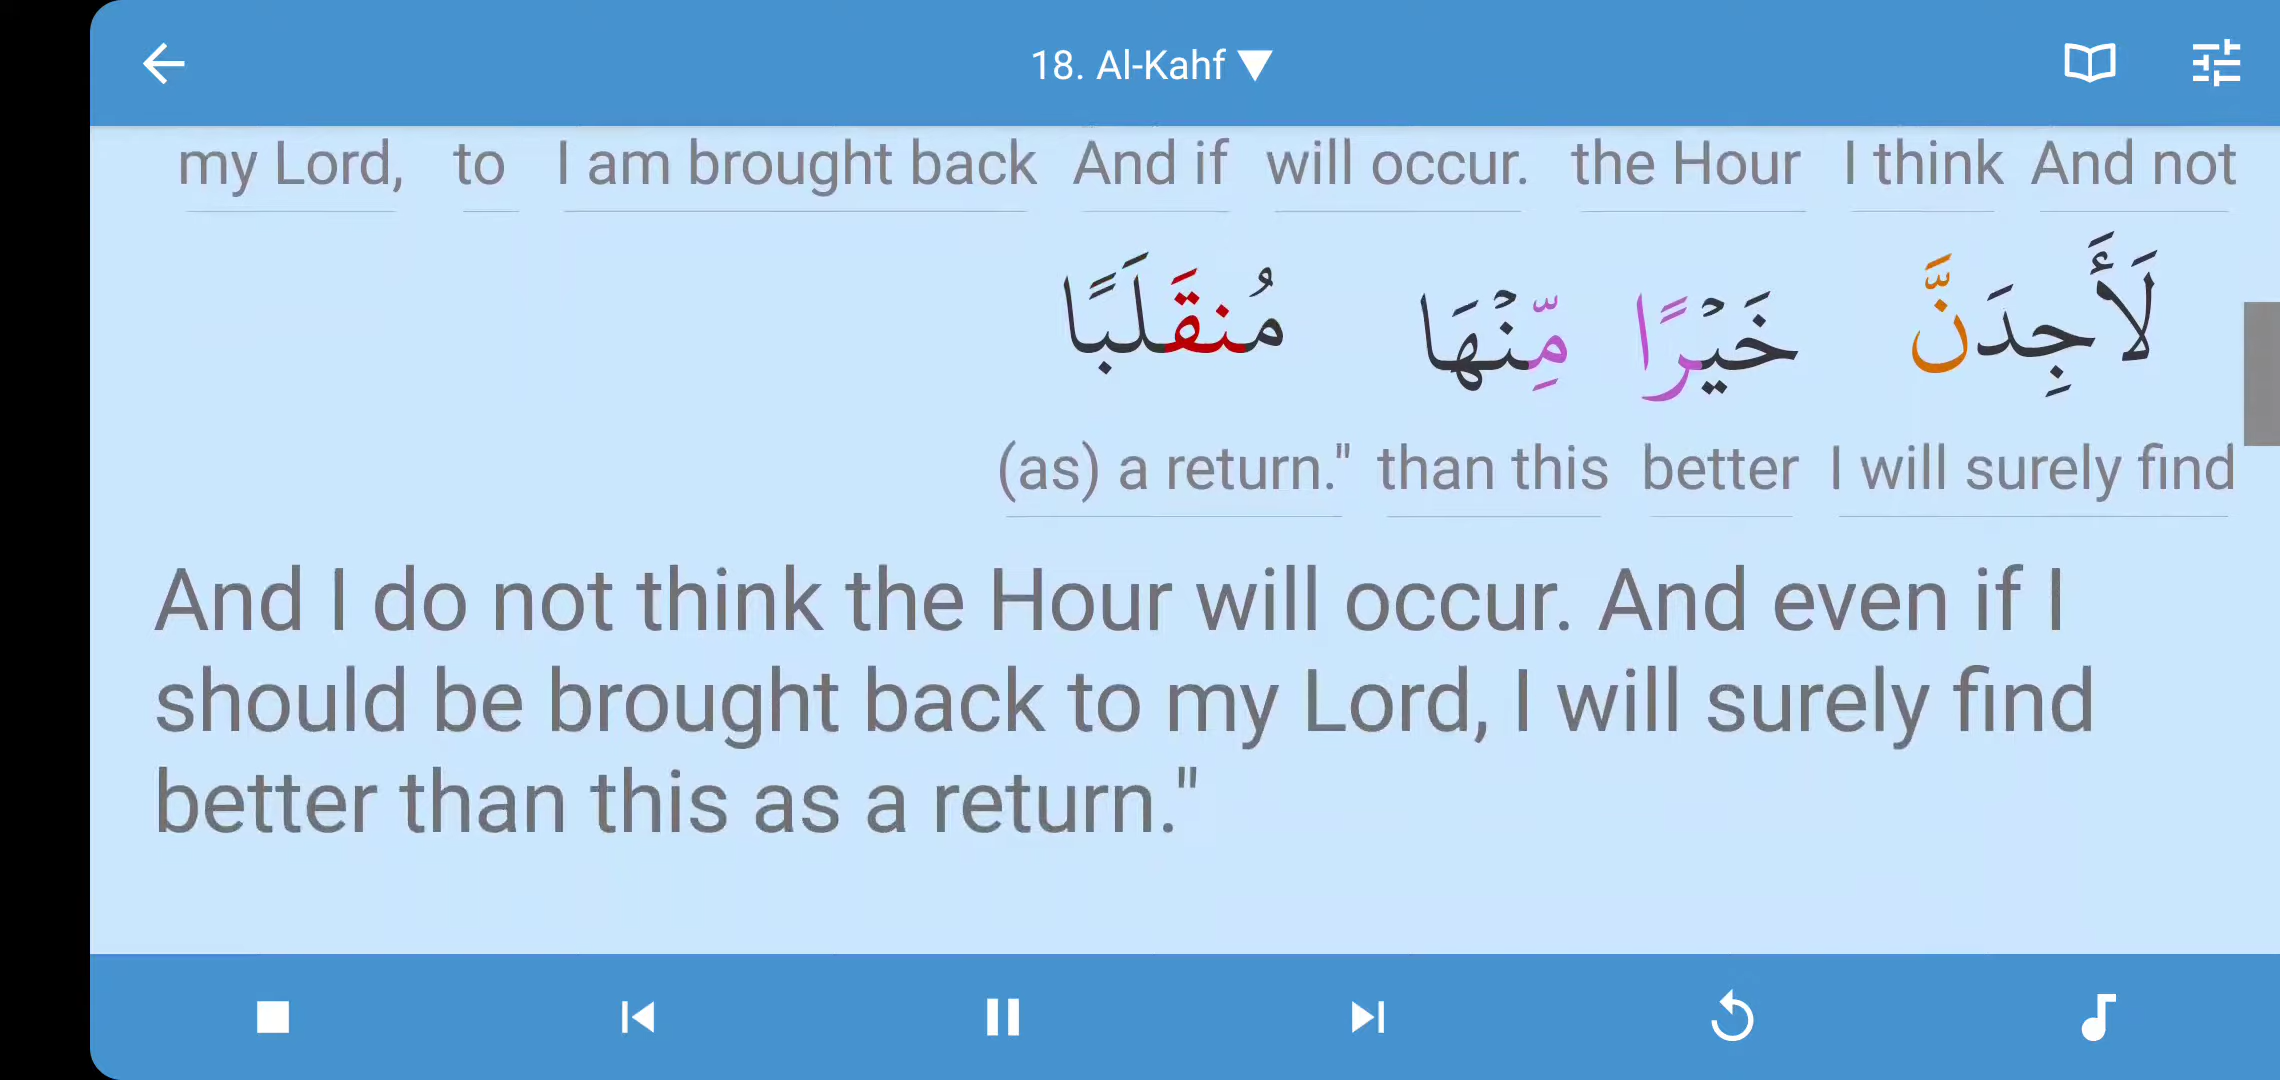 18. Al-Kahf ▼
my Lord, to I am brought back And if will occur. the Hour I think And not
لَأَجِدَنَّ خَيْرًا مِّنْهَا مُنقَلَبًا
(as) a return." than this better I will surely find
And I do not think the Hour will occur. And even if I
should be brought back to my Lord, I will surely find
better than this as a return."